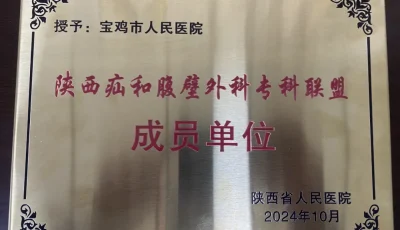 授予：宝鸡市人民医院
陕西疝和腹壁外科专科联盟
成员单位
陕西省人民医院
2024年10月